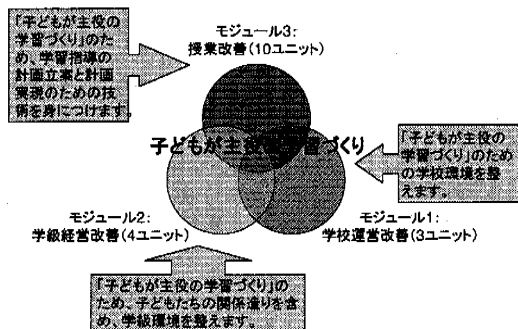 「子どもが主役の
学習づくり」のた
め、学習指導の
計画立案と計画
実現のための技
術を身につけます。
モジュール3:
授業改善(10ユニット)
子どもが主役の学習づくり
「子どもが主役の
学習づくり」のため
の学校環境を整
えます。
モジュール2:
学級経営改善(4ユニット)
モジュール1:
学校運営改善(3ユニット)
「子どもが主役の学習づくり」の
ため、子どもたちの関係造りを含
め、学級環境を整えます。